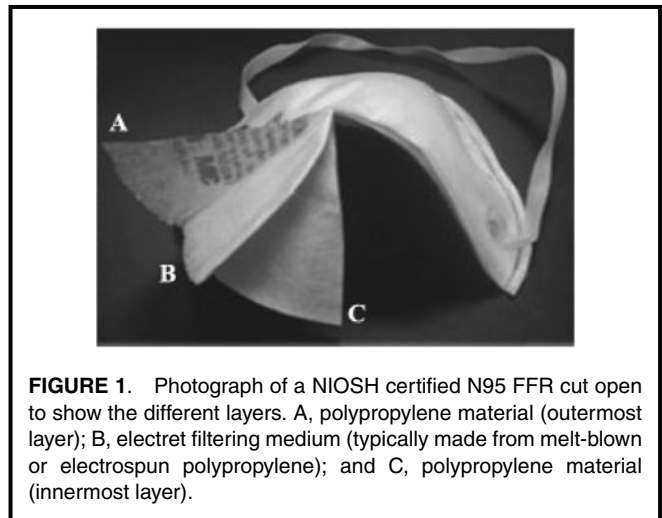 A
B
C
FIGURE 1. Photograph of a NIOSH certified N95 FFR cut open
to show the different layers. A, polypropylene material (outermost
layer); B, electret filtering medium (typically made from melt-blown
or electrospun polypropylene); and C, polypropylene material
(innermost layer).